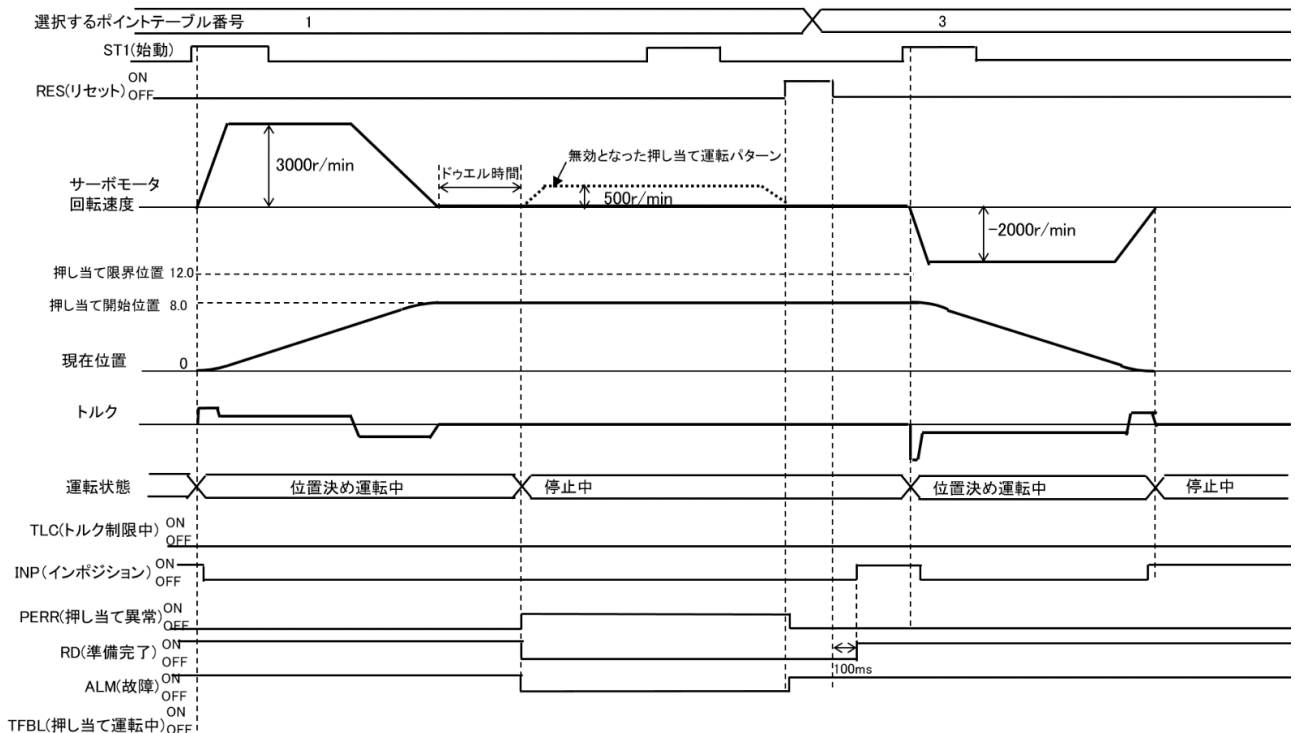 選択するポイントテーブル番号 1 3
ST1(始動)
RES(リセット) ON OFF
サーボモータ
回転速度
3000r/min
ドゥエル時間
無効となった押し当て運転パターン
500r/min
-2000r/min
押し当て限界位置 12.0
押し当て開始位置 8.0
現在位置 0
トルク
運転状態 位置決め運転中 停止中 位置決め運転中 停止中
TLC(トルク制限中) ON OFF
INP(インポジション) ON OFF
PERR(押し当て異常) ON OFF
RD(準備完了) ON OFF
100ms
ALM(故障) ON OFF
TFBL(押し当て運転中) ON OFF